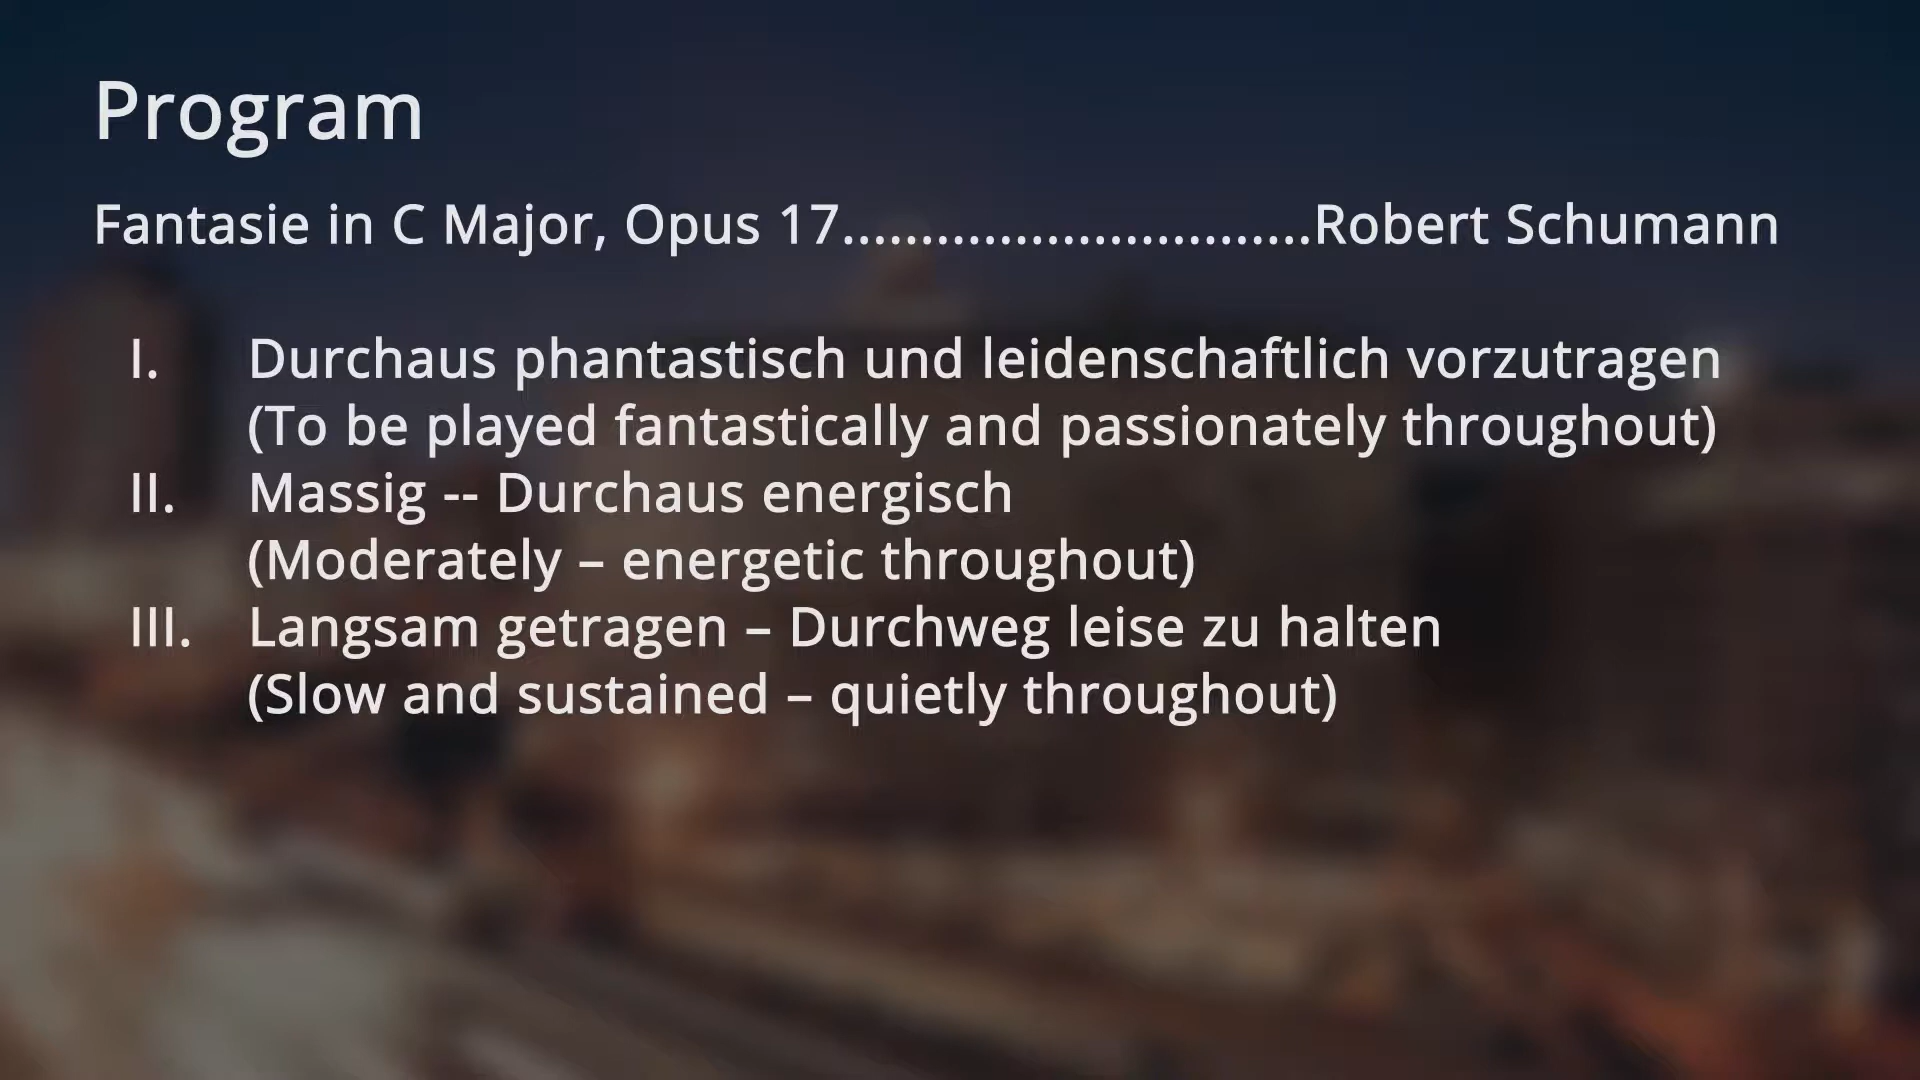 Program
Fantasie in C Major, Opus 17..............................Robert Schumann
I. Durchaus phantastisch und leidenschaftlich vorzutragen
(To be played fantastically and passionately throughout)
II. Massig -- Durchaus energisch
(Moderately – energetic throughout)
III. Langsam getragen – Durchweg leise zu halten
(Slow and sustained – quietly throughout)